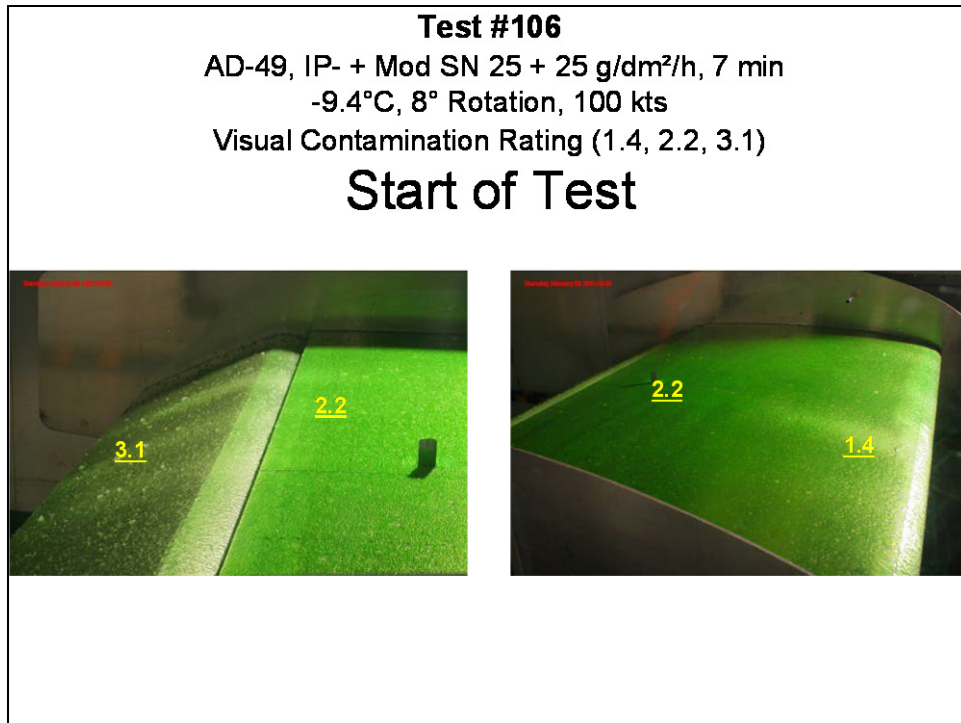 Test #106
AD-49, IP- + Mod SN 25 + 25 g/dm²/h, 7 min
-9.4°C, 8° Rotation, 100 kts
Visual Contamination Rating (1.4, 2.2, 3.1)
Start of Test
3.1
2.2
2.2
1.4